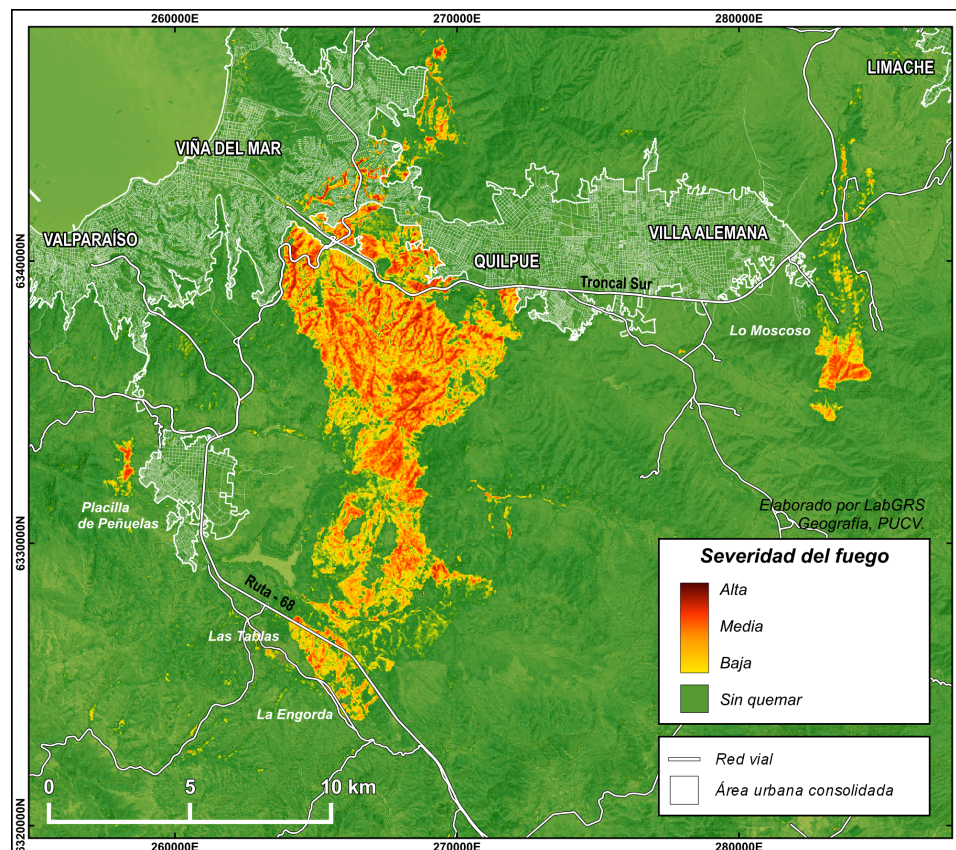 260000E
270000E
280000E
LIMACHE
VIÑA DEL MAR
VALPARAÍSO
QUILPUE
VILLA ALEMANA
Troncal Sur
Lo Moscoso
6340000N
Placilla
de Peñuelas
Elaborado por LabGRS
Geografía, PUCV.
6330000N
Ruta - 68
Las Tablas
La Engorda
Severidad del fuego
Alta
Media
Baja
Sin quemar
Red vial
Área urbana consolidada
0 5 10 km
6320000N
260000E
270000E
280000E